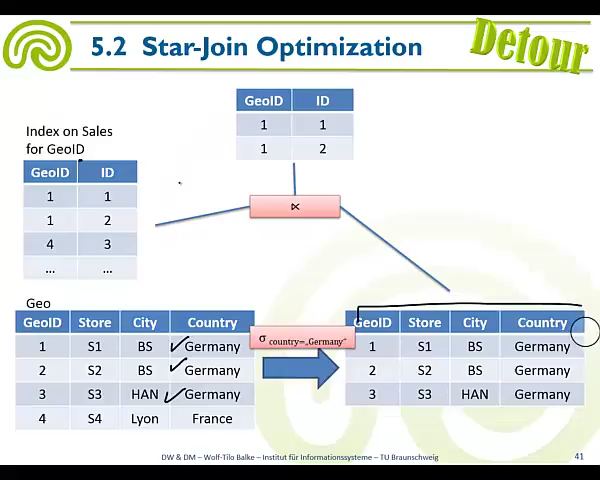 5.2 Star-Join Optimization
Detour
GeoID ID
1 1
1 2
Index on Sales
for GeoID
GeoID ID
1 1
1 2
4 3
... ...
⋉
Geo
GeoID Store City Country
1 S1 BS Germany
2 S2 BS Germany
3 S3 HAN Germany
4 S4 Lyon France
σ country=„Germany“
GeoID Store City Country
1 S1 BS Germany
2 S2 BS Germany
3 S3 HAN Germany
DW & DM – Wolf-Tilo Balke – Institut für Informationssysteme – TU Braunschweig
41